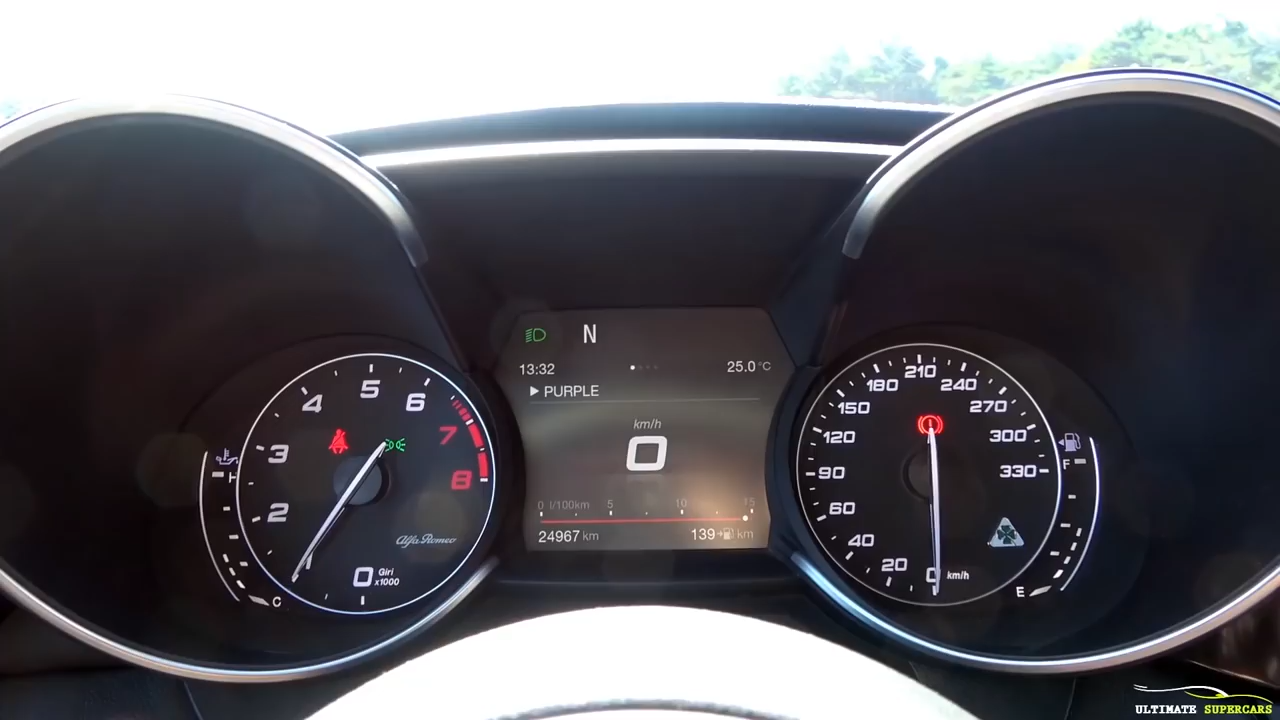 4 5 6
3 7
2 8
H
Alfa Romeo
0 Giri
x1000
C
N
13:32 25.0 °C
PURPLE
km/h
0
0 l/100km 5 10 15
24967 km 139 km
180 210 240
150 270
120 300
90 330
60
40
20 0 km/h
F
E
ULTIMATE SUPERCARS